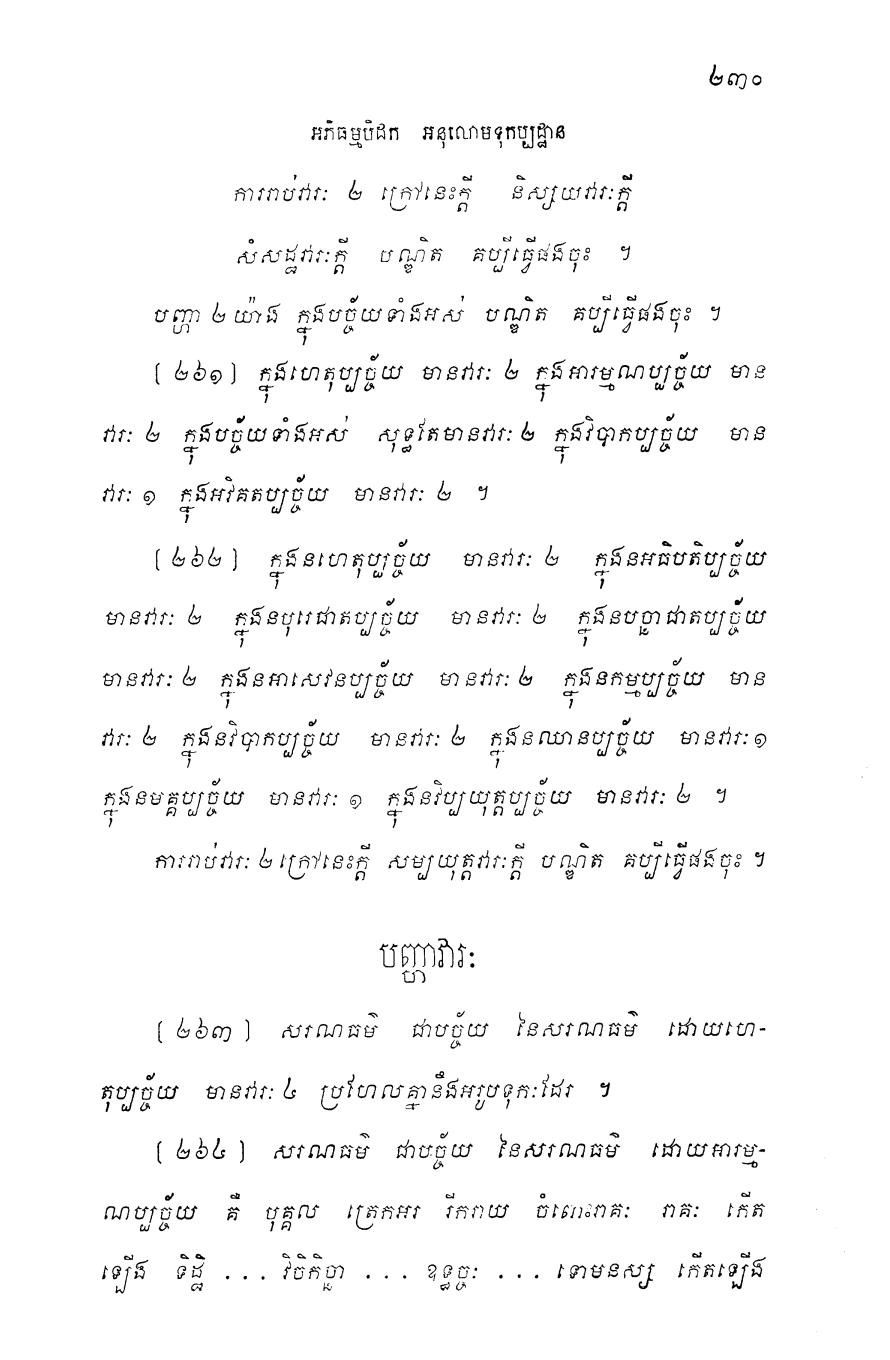 ២៣០
អភិធម្មបិដក អនុលោមទុកប្បដ្ឋាន
ការរាប់វារៈ ២ ក្រៅនេះក្តី និស្សយវារៈក្តី
សំសដ្ឋវារៈក្តី បណ្ឌិត គប្បីធ្វើផងចុះ ។
បញ្ហា ២ យ៉ាង ក្នុងបច្ច័យទាំងអស់ បណ្ឌិត គប្បីធ្វើផងចុះ ។
[ ២៦១ ] ក្នុងហេតុប្បច្ច័យ មានវារៈ ២ ក្នុងអារម្មណប្បច្ច័យ មាន
វារៈ ២ ក្នុងបច្ច័យទាំងអស់ សុទ្ធតែមានវារៈ ២ ក្នុងវិបាកប្បច្ច័យ មាន
វារៈ ១ ក្នុងអវិគតប្បច្ច័យ មានវារៈ ២ ។
[ ២៦២ ] ក្នុងនហេតុប្បច្ច័យ មានវារៈ ២ ក្នុងនអធិបតិប្បច្ច័យ
មានវារៈ ២ ក្នុងនបុរេជាតប្បច្ច័យ មានវារៈ ២ ក្នុងនបច្ឆាជាតប្បច្ច័យ
មានវារៈ ២ ក្នុងនអាសេវនប្បច្ច័យ មានវារៈ ២ ក្នុងនកម្មប្បច្ច័យ មាន
វារៈ ២ ក្នុងនវិបាកប្បច្ច័យ មានវារៈ ២ ក្នុងនឈានប្បច្ច័យ មានវារៈ ១
ក្នុងនមគ្គប្បច្ច័យ មានវារៈ ១ ក្នុងនវិប្បយុត្តប្បច្ច័យ មានវារៈ ២ ។
ការរាប់វារៈ ២ ក្រៅនេះក្តី សម្បយុត្តវារៈក្តី បណ្ឌិត គប្បីធ្វើផងចុះ ។
បញ្ហាវារៈ
[ ២៦៣ ] សរណធម៌ ជាបច្ច័យ នៃសរណធម៌ ដោយហេ-
តុប្បច្ច័យ មានវារៈ ៤ ប្រហែលគ្នានឹងអរូបទុកៈដែរ ។
[ ២៦៤ ] សរណធម៌ ជាបច្ច័យ នៃសរណធម៌ ដោយអារម្ម-
ណប្បច្ច័យ គឺ បុគ្គល ត្រេកអរ រីករាយ ចំពោះរាគៈ រាគៈ កើត
ឡើង ទិដ្ឋិ ... វិចិកិច្ឆា ... ឧទ្ធច្ចៈ ... ទោមនស្ស កើតឡើង